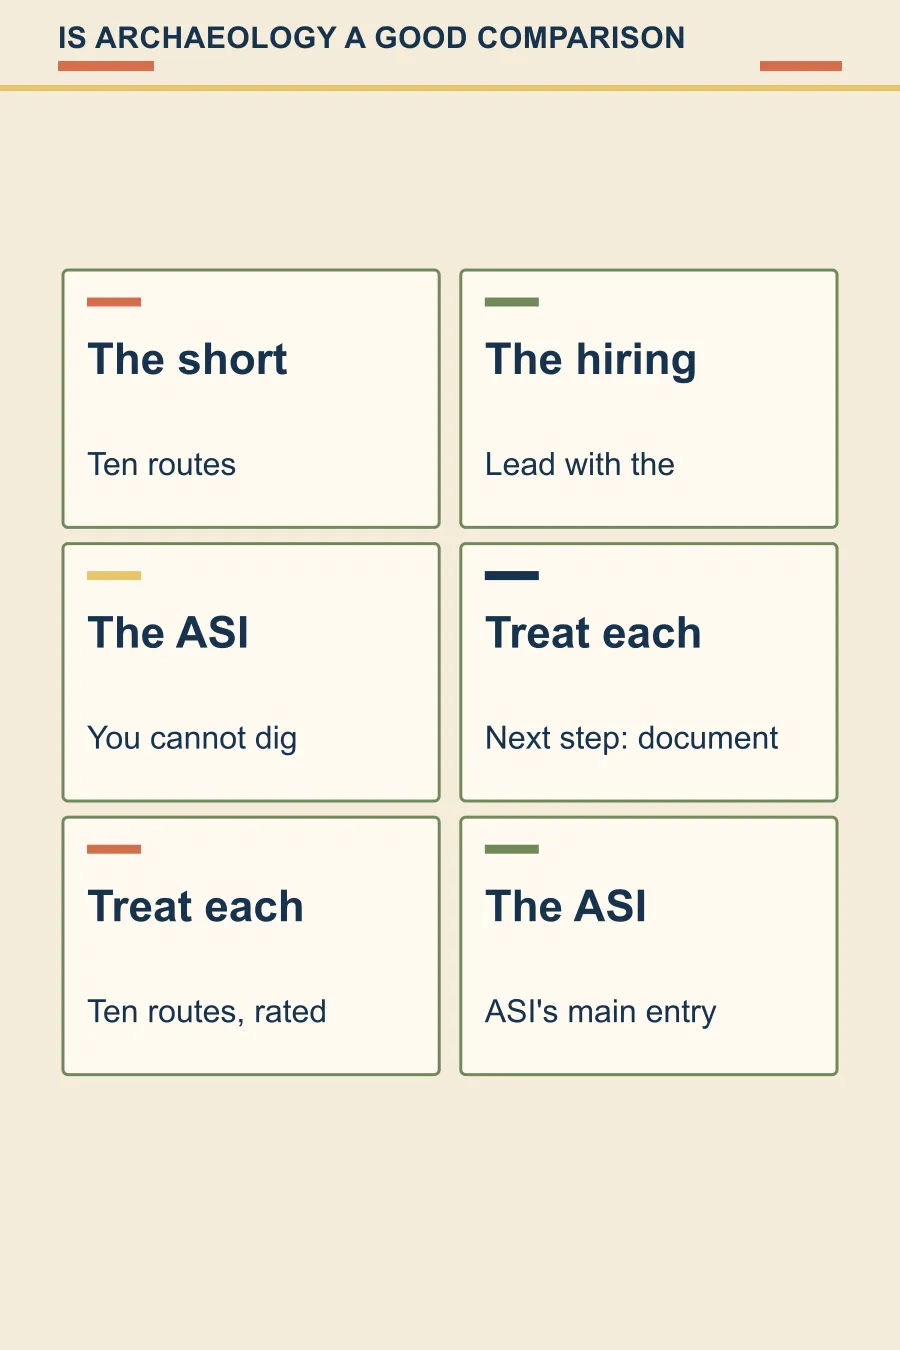 IS ARCHAEOLOGY A GOOD COMPARISON
The short
Ten routes
The hiring
Lead with the
The ASI
You cannot dig
Treat each
Next step: document
Treat each
Ten routes, rated
The ASI
ASI's main entry